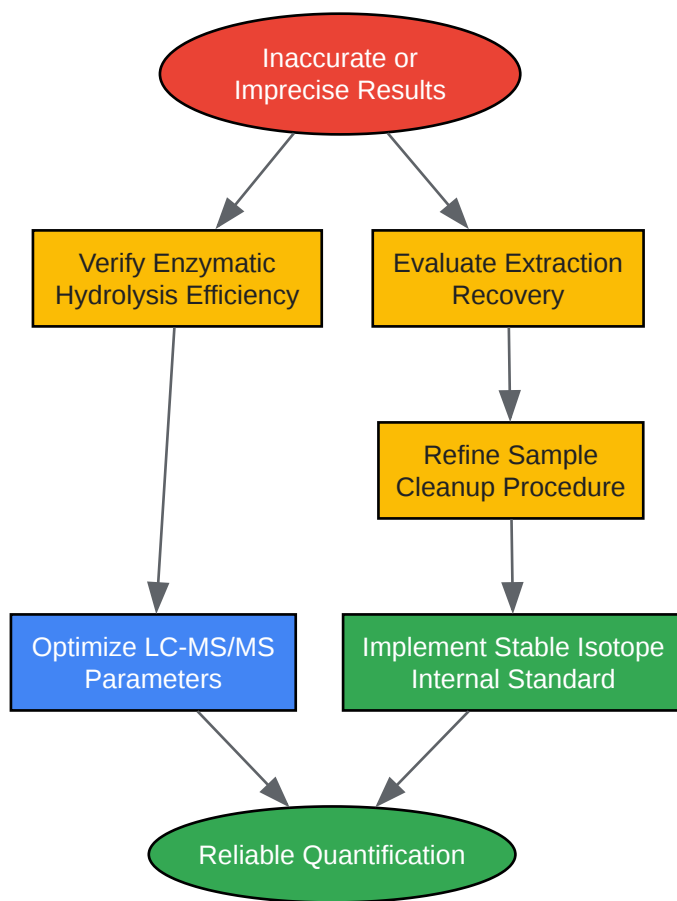 Inaccurate or
Imprecise Results
Verify Enzymatic
Hydrolysis Efficiency
Evaluate Extraction
Recovery
Refine Sample
Cleanup Procedure
Optimize LC-MS/MS
Parameters
Implement Stable Isotope
Internal Standard
Reliable Quantification